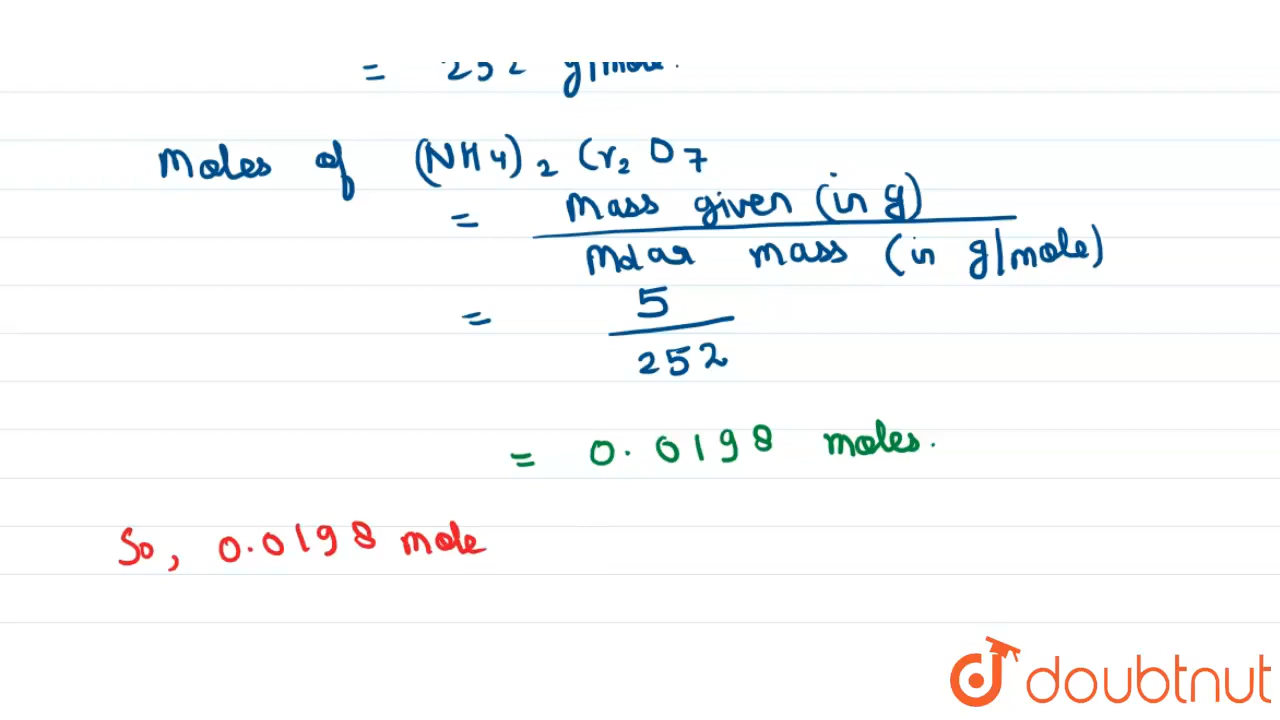 = 252 g/mole.
Moles of (NH4)2 Cr2 O7
= Mass given (in g)
Molar mass (in g/mole)
= 5
252
= 0.0198 moles.
So, 0.0198 mole
doubtnut